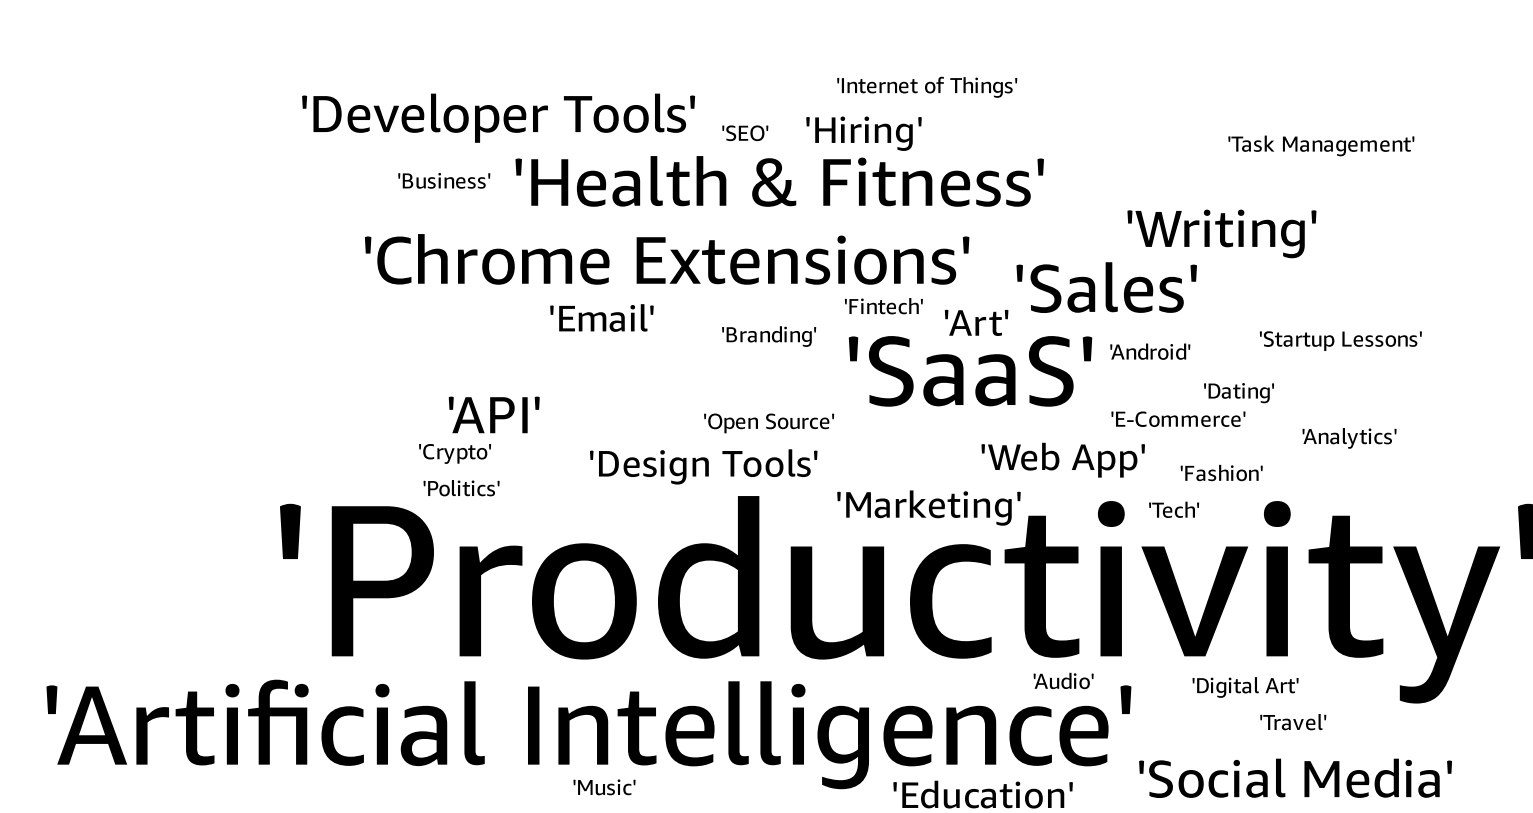 'Internet of Things'
'Developer Tools'
'SEO'
'Hiring'
'Task Management'
'Business'
'Health & Fitness'
'Writing'
'Chrome Extensions'
'Sales'
'Fintech'
'Email'
'Art'
'Branding'
'Startup Lessons'
'SaaS'
'Android'
'Dating'
'API'
'Open Source'
'E-Commerce'
'Analytics'
'Crypto'
'Design Tools'
'Web App'
'Fashion'
'Politics'
'Marketing'
'Tech'
'Productivity'
'Audio'
'Digital Art'
'Artificial Intelligence'
'Travel'
'Music'
'Education'
'Social Media'